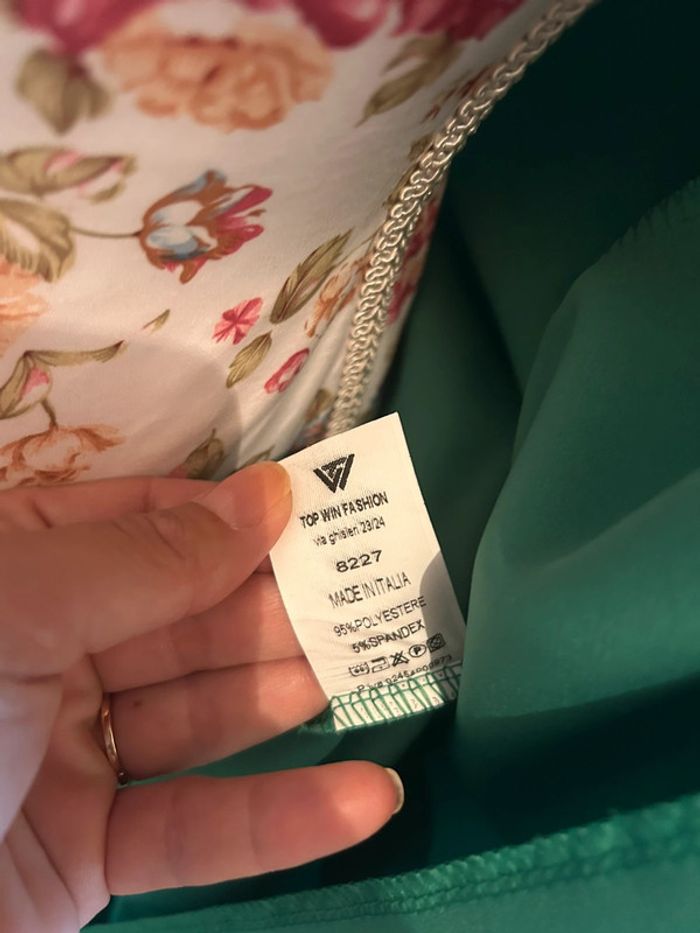 TOP WIN FASHION
via ghisleri 23/24
8227
MADE IN ITALIA
95%POLYESTERE
5%SPANDEX